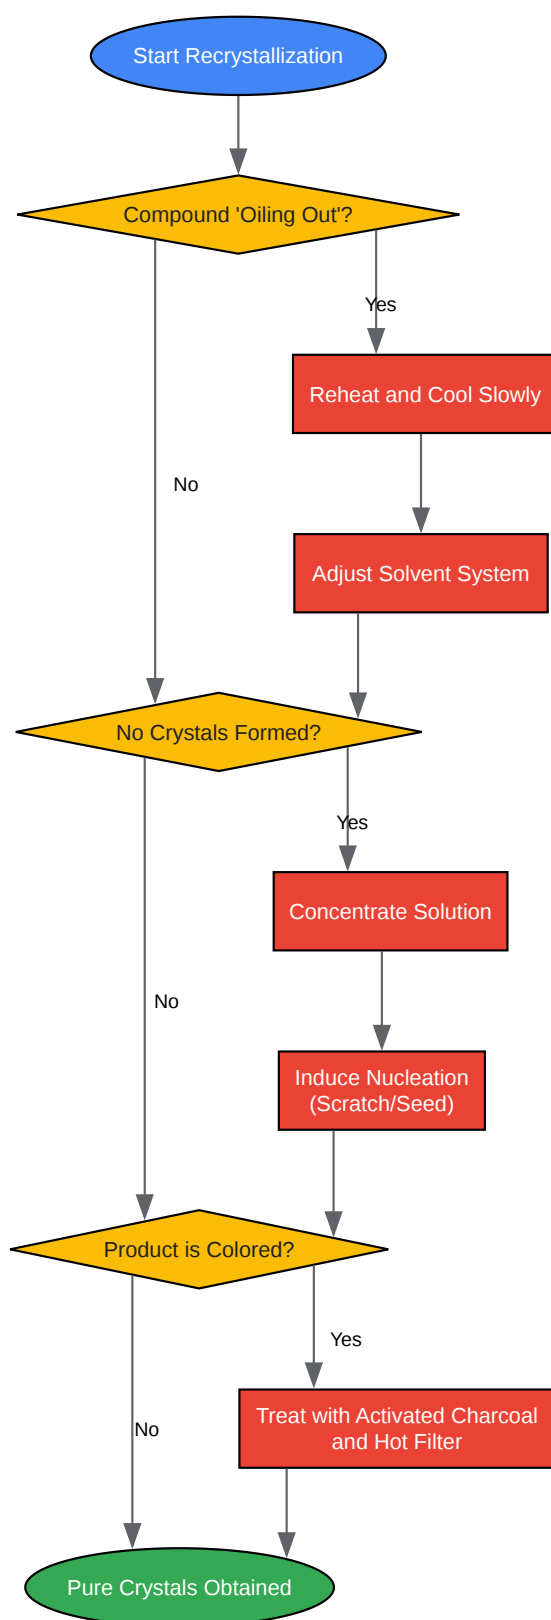 Start Recrystallization
Compound 'Oiling Out'?
Yes
Reheat and Cool Slowly
No
Adjust Solvent System
No Crystals Formed?
Yes
Concentrate Solution
No
Induce Nucleation
(Scratch/Seed)
Product is Colored?
Yes
Treat with Activated Charcoal
and Hot Filter
No
Pure Crystals Obtained